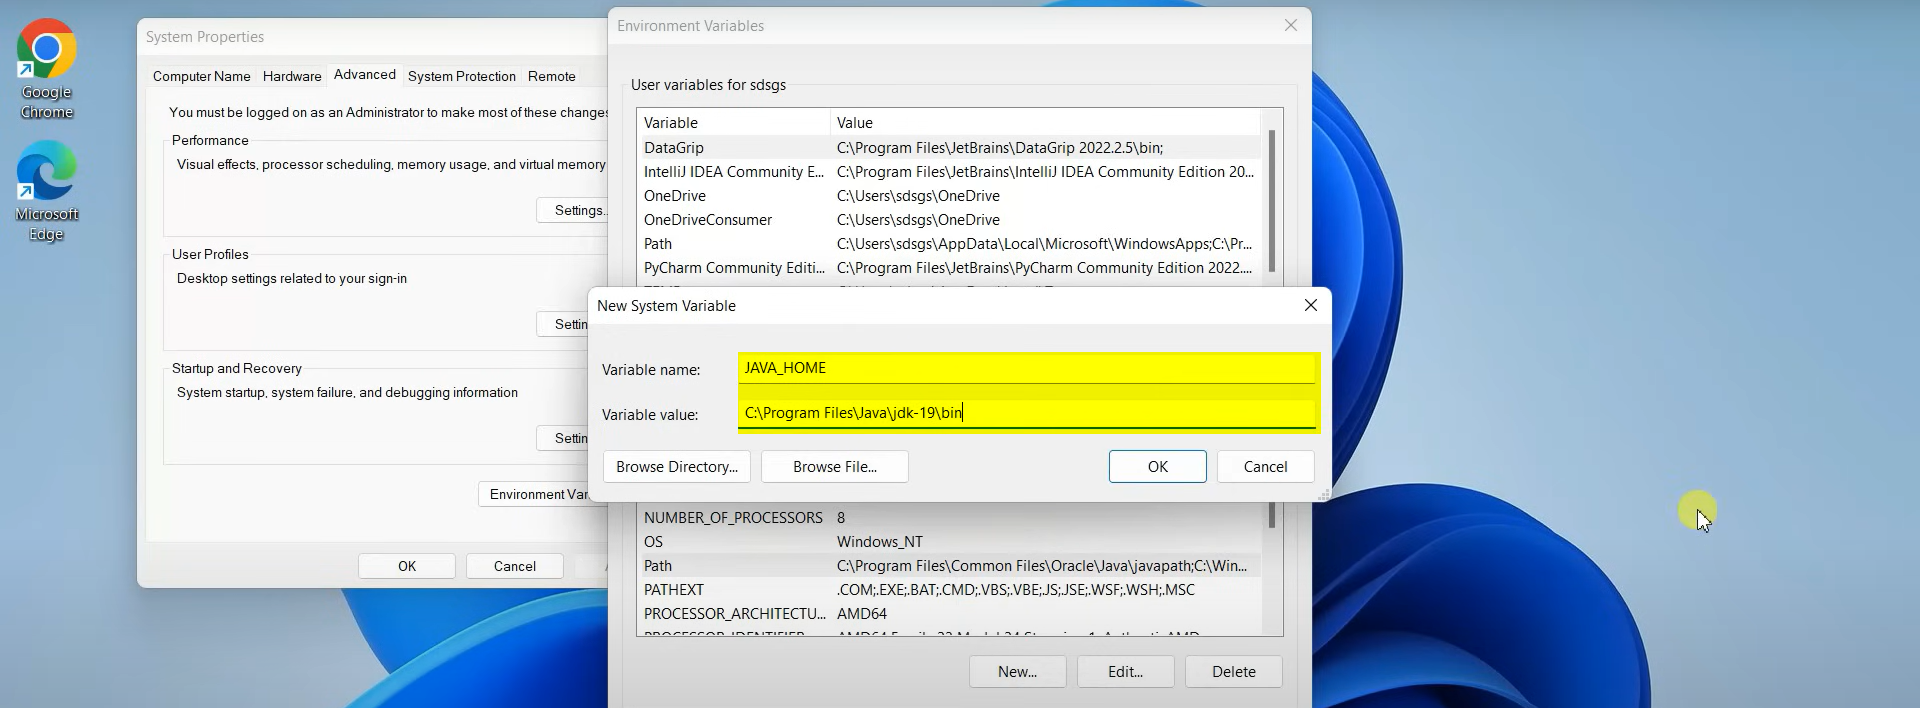 Google
Chrome
Microsoft
Edge
System Properties
Computer Name Hardware Advanced System Protection Remote
You must be logged on as an Administrator to make most of these changes
Performance
Visual effects, processor scheduling, memory usage, and virtual memory
Settings..
User Profiles
Desktop settings related to your sign-in
Settin
Startup and Recovery
System startup, system failure, and debugging information
Settin
Environment Var
OK Cancel
Environment Variables
User variables for sdsgs
Variable Value
DataGrip C:\Program Files\JetBrains\DataGrip 2022.2.5\bin;
IntelliJ IDEA Community E... C:\Program Files\JetBrains\IntelliJ IDEA Community Edition 20...
OneDrive C:\Users\sdsgs\OneDrive
OneDriveConsumer C:\Users\sdsgs\OneDrive
Path C:\Users\sdsgs\AppData\Local\Microsoft\WindowsApps;C:\Pr...
PyCharm Community Editi... C:\Program Files\JetBrains\PyCharm Community Edition 2022....
New System Variable
Variable name: JAVA_HOME
Variable value: C:\Program Files\Java\jdk-19\bin
Browse Directory... Browse File... OK Cancel
NUMBER_OF_PROCESSORS 8
OS Windows_NT
Path C:\Program Files\Common Files\Oracle\Java\javapath;C:\Win...
PATHEXT .COM;.EXE;.BAT;.CMD;.VBS;.VBE;.JS;.JSE;.WSF;.WSH;.MSC
PROCESSOR_ARCHITECTU... AMD64
New... Edit... Delete